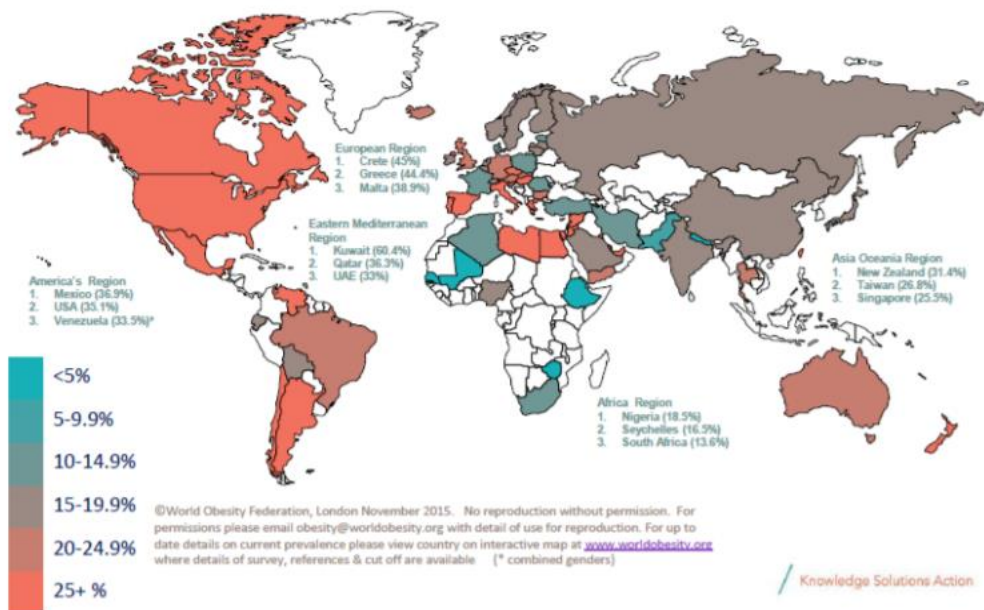 European Region
1. Crete (45%)
2. Greece (44.4%)
3. Malta (38.9%)
Eastern Mediterranean
Region
1. Kuwait (60.4%)
2. Qatar (36.3%)
3. UAE (33%)
America's Region
1. Mexico (36.9%)
2. USA (35.1%)
3. Venezuela (33.5%)*
Asia Oceania Region
1. New Zealand (31.4%)
2. Taiwan (26.8%)
3. Singapore (25.5%)
Africa Region
1. Nigeria (18.5%)
2. Seychelles (16.5%)
3. South Africa (13.6%)
<5%
5-9.9%
10-14.9%
15-19.9%
20-24.9%
25+ %
©World Obesity Federation, London November 2015. No reproduction without permission. For
permissions please email obesity@worldobesity.org with detail of use for reproduction. For up to
date details on current prevalence please view country on interactive map at www.worldobesity.org
where details of survey, references & cut off are available (* combined genders)
Knowledge Solutions Action